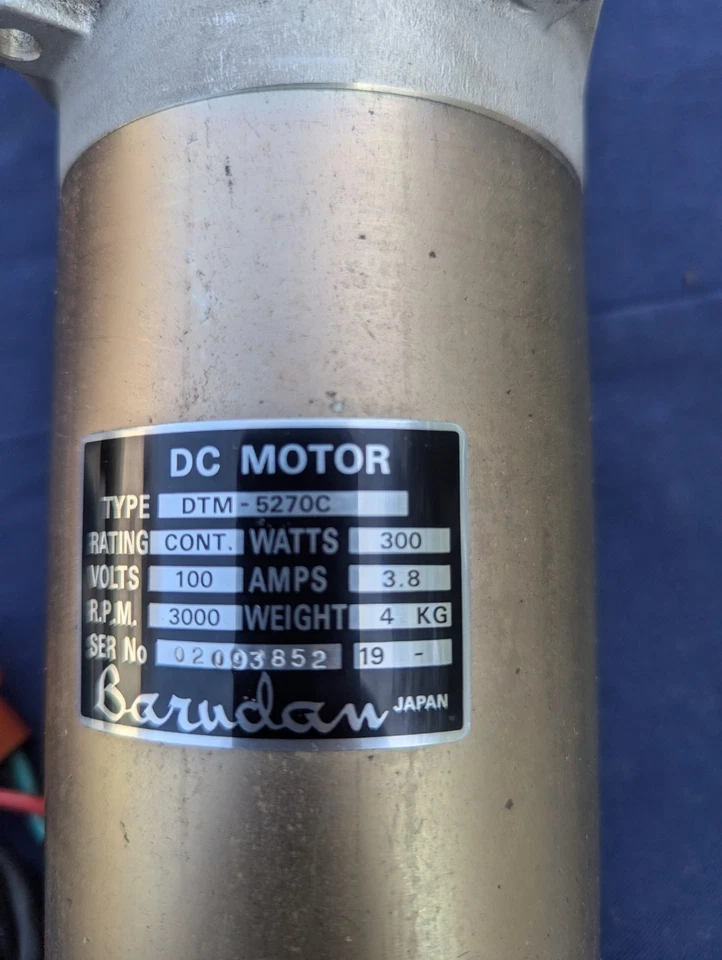 DC MOTOR
TYPE DTM-5270C
RATING CONT. WATTS 300
VOLTS 100 AMPS 3.8
R.P.M. 3000 WEIGHT 4 KG
SER No 02093852 19 -
Barudan JAPAN